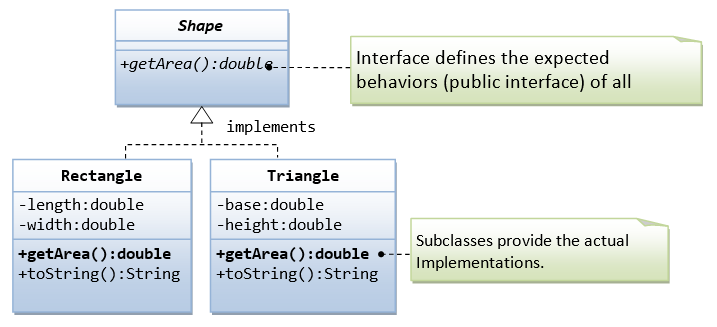 Shape
+getArea():double
Interface defines the expected
behaviors (public interface) of all
implements
Rectangle
-length:double
-width:double
+getArea():double
+toString():String
Triangle
-base:double
-height:double
+getArea():double
+toString():String
Subclasses provide the actual
Implementations.